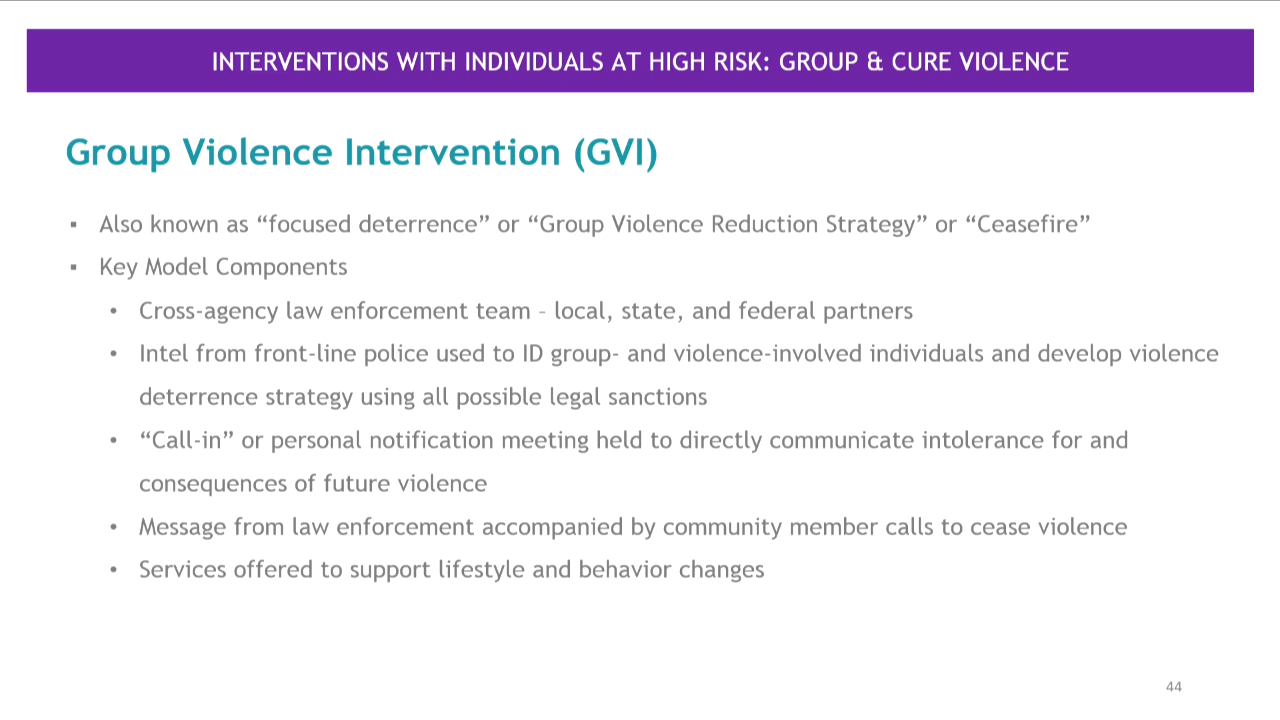 INTERVENTIONS WITH INDIVIDUALS AT HIGH RISK: GROUP & CURE VIOLENCE
Group Violence Intervention (GVI)
▪ Also known as “focused deterrence” or “Group Violence Reduction Strategy” or “Ceasefire”
▪ Key Model Components
• Cross-agency law enforcement team – local, state, and federal partners
• Intel from front-line police used to ID group- and violence-involved individuals and develop violence
deterrence strategy using all possible legal sanctions
• “Call-in” or personal notification meeting held to directly communicate intolerance for and
consequences of future violence
• Message from law enforcement accompanied by community member calls to cease violence
• Services offered to support lifestyle and behavior changes
44